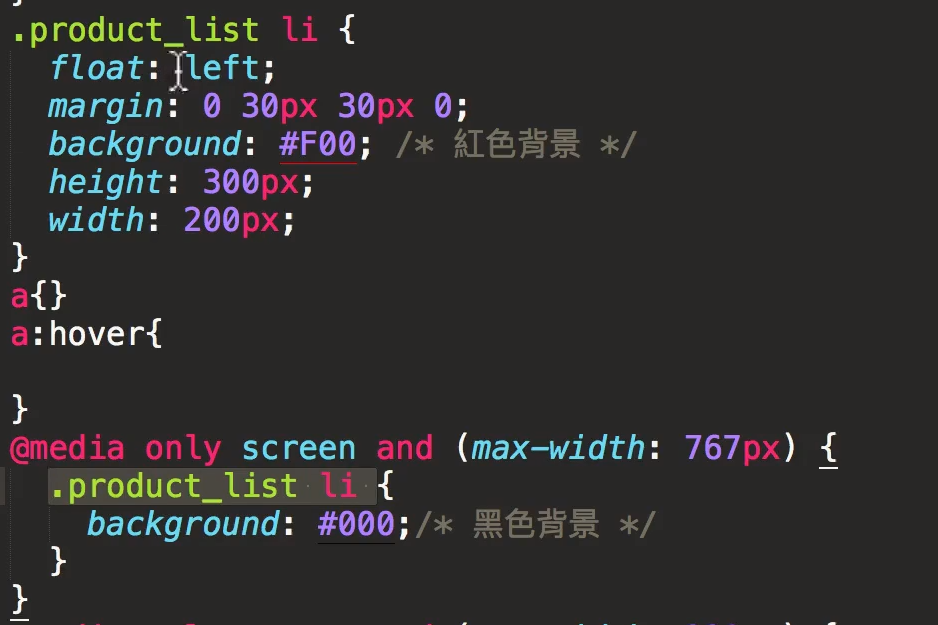 }
.product_list li {
float: left;
margin: 0 30px 30px 0;
background: #F00; /* 紅色背景 */
height: 300px;
width: 200px;
}
a{}
a:hover{
}
@media only screen and (max-width: 767px) {
.product_list li {
background: #000;/* 黑色背景 */
}
}